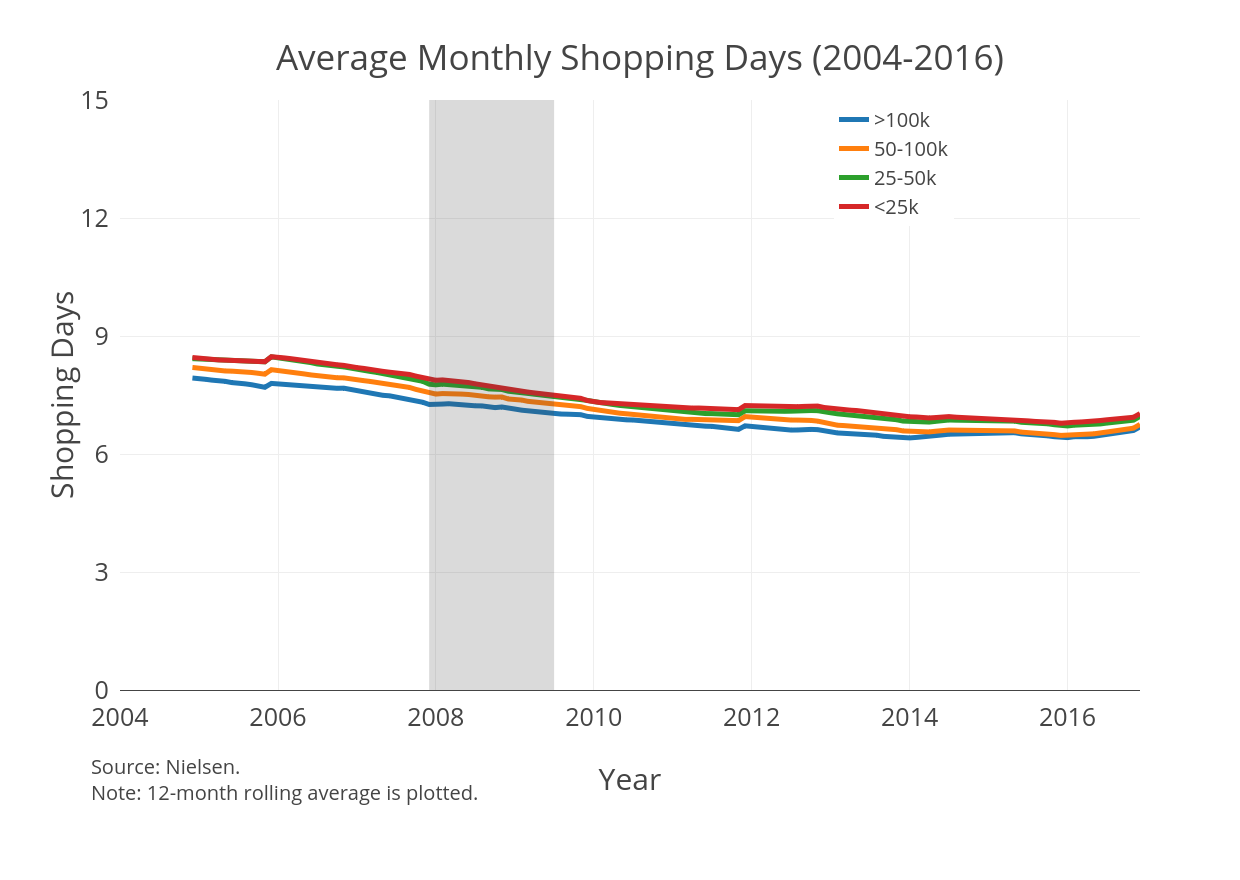 Average Monthly Shopping Days (2004-2016)
15
12
9
6
3
0
Shopping Days
>100k
50-100k
25-50k
<25k
2004 2006 2008 2010 2012 2014 2016
Year
Source: Nielsen.
Note: 12-month rolling average is plotted.